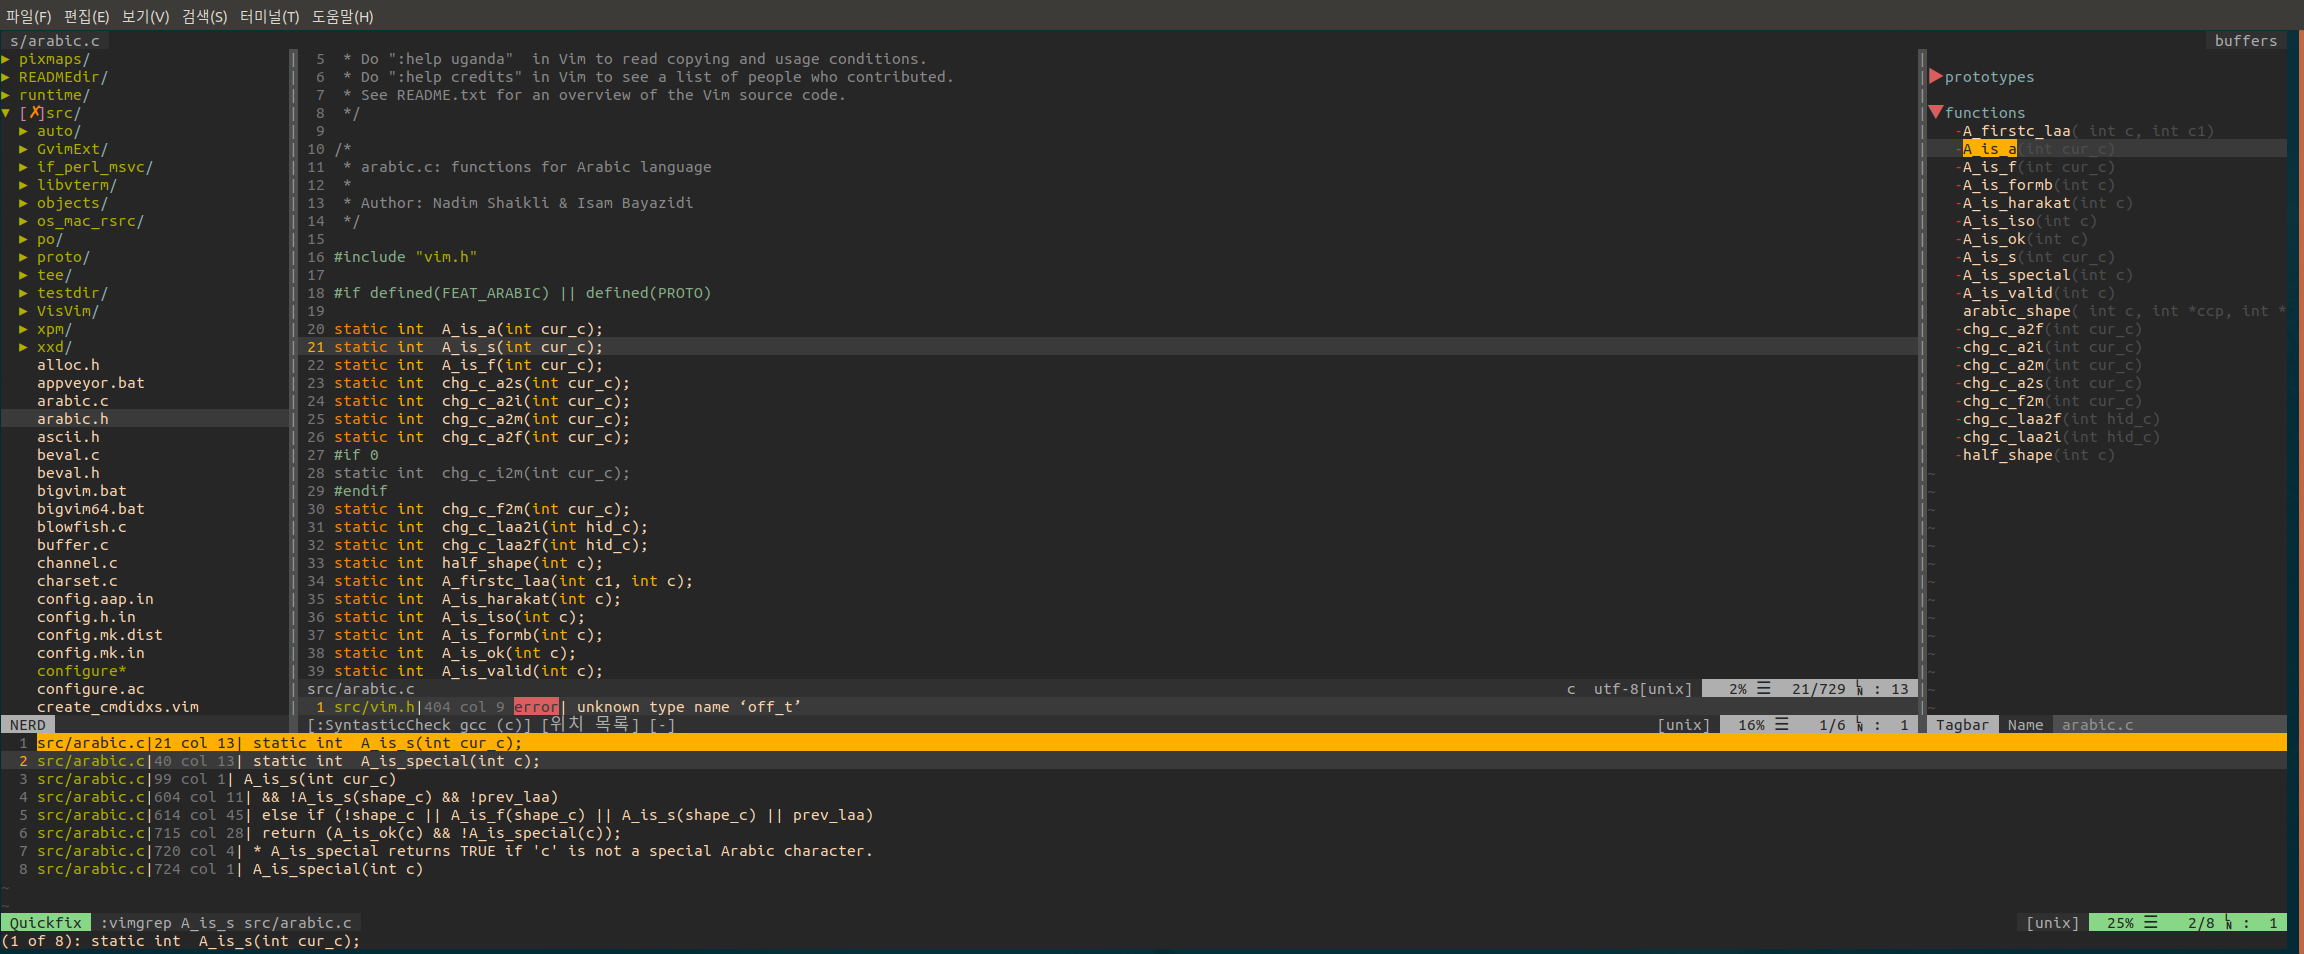 파일(F) 편집(E) 보기(V) 검색(S) 터미널(T) 도움말(H)
s/arabic.c
buffers
▶ pixmaps/
▶ READMEdir/
▶ runtime/
▼ [✗]src/
▶ auto/
▶ GvimExt/
▶ if_perl_msvc/
▶ libvterm/
▶ objects/
▶ os_mac_rsrc/
▶ po/
▶ proto/
▶ tee/
▶ testdir/
▶ VisVim/
▶ xpm/
▶ xxd/
alloc.h
appveyor.bat
arabic.c
arabic.h
ascii.h
beval.c
beval.h
bigvim.bat
bigvim64.bat
blowfish.c
buffer.c
channel.c
charset.c
config.aap.in
config.h.in
config.mk.dist
config.mk.in
configure*
configure.ac
create_cmdidxs.vim
NERD
5  * Do ":help uganda"  in Vim to read copying and usage conditions.
6  * Do ":help credits" in Vim to see a list of people who contributed.
7  * See README.txt for an overview of the Vim source code.
8  */
9
10 /*
11  * arabic.c: functions for Arabic language
12  *
13  * Author: Nadim Shaikli & Isam Bayazidi
14  */
15
16 #include "vim.h"
17
18 #if defined(FEAT_ARABIC) || defined(PROTO)
19
20 static int  A_is_a(int cur_c);
21 static int  A_is_s(int cur_c);
22 static int  A_is_f(int cur_c);
23 static int  chg_c_a2s(int cur_c);
24 static int  chg_c_a2i(int cur_c);
25 static int  chg_c_a2m(int cur_c);
26 static int  chg_c_a2f(int cur_c);
27 #if 0
28 static int  chg_c_i2m(int cur_c);
29 #endif
30 static int  chg_c_f2m(int cur_c);
31 static int  chg_c_laa2i(int hid_c);
32 static int  chg_c_laa2f(int hid_c);
33 static int  half_shape(int c);
34 static int  A_firstc_laa(int c1, int c);
35 static int  A_is_harakat(int c);
36 static int  A_is_iso(int c);
37 static int  A_is_formb(int c);
38 static int  A_is_ok(int c);
39 static int  A_is_valid(int c);
src/arabic.c c utf-8[unix] 2% ☰ 21/729 ␤ : 13
1 src/vim.h|404 col 9 error| unknown type name ‘off_t’
[:SyntasticCheck gcc (c)] [위치 목록] [-] [unix] 16% ☰ 1/6 ␤ : 1
▶prototypes
▼functions
-A_firstc_laa( int c, int c1)
-A_is_a(int cur_c)
-A_is_f(int cur_c)
-A_is_formb(int c)
-A_is_harakat(int c)
-A_is_iso(int c)
-A_is_ok(int c)
-A_is_s(int cur_c)
-A_is_special(int c)
-A_is_valid(int c)
arabic_shape( int c, int *ccp, int *
-chg_c_a2f(int cur_c)
-chg_c_a2i(int cur_c)
-chg_c_a2m(int cur_c)
-chg_c_a2s(int cur_c)
-chg_c_f2m(int cur_c)
-chg_c_laa2f(int hid_c)
-chg_c_laa2i(int hid_c)
-half_shape(int c)
Tagbar Name arabic.c
1 src/arabic.c|21 col 13| static int  A_is_s(int cur_c);
2 src/arabic.c|40 col 13| static int  A_is_special(int c);
3 src/arabic.c|99 col 1| A_is_s(int cur_c)
4 src/arabic.c|604 col 11| && !A_is_s(shape_c) && !prev_laa)
5 src/arabic.c|614 col 45| else if (!shape_c || A_is_f(shape_c) || A_is_s(shape_c) || prev_laa)
6 src/arabic.c|715 col 28| return (A_is_ok(c) && !A_is_special(c));
7 src/arabic.c|720 col 4| * A_is_special returns TRUE if 'c' is not a special Arabic character.
8 src/arabic.c|724 col 1| A_is_special(int c)
~
~
Quickfix :vimgrep A_is_s src/arabic.c [unix] 25% ☰ 2/8 ␤ : 1
(1 of 8): static int  A_is_s(int cur_c);